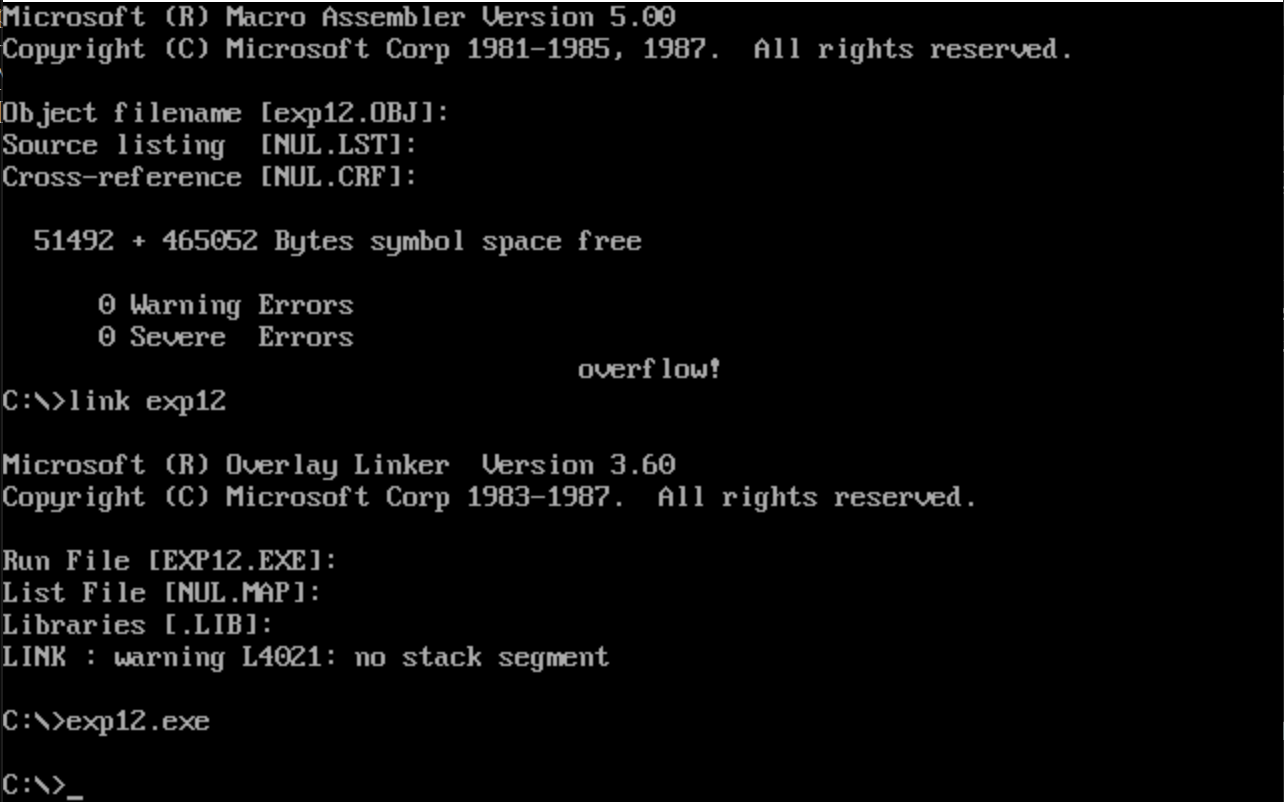 Microsoft (R) Macro Assembler Version 5.00
Copyright (C) Microsoft Corp 1981-1985, 1987.  All rights reserved.
Object filename [exp12.OBJ]:
Source listing  [NUL.LST]:
Cross-reference [NUL.CRF]:
51492 + 465052 Bytes symbol space free
0 Warning Errors
0 Severe  Errors
overflow!
C:\>link exp12
Microsoft (R) Overlay Linker  Version 3.60
Copyright (C) Microsoft Corp 1983-1987.  All rights reserved.
Run File [EXP12.EXE]:
List File [NUL.MAP]:
Libraries [.LIB]:
LINK : warning L4021: no stack segment
C:\>exp12.exe
C:\>_